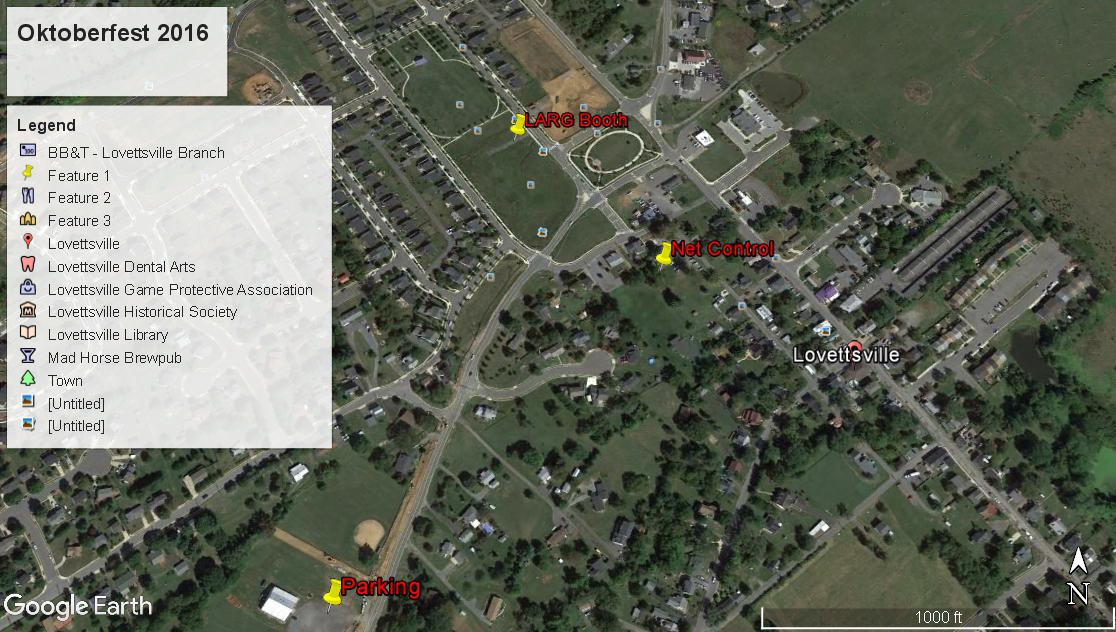 Oktoberfest 2016
Legend
BB&T - Lovettsville Branch
Feature 1
Feature 2
Feature 3
Lovettsville
Lovettsville Dental Arts
Lovettsville Game Protective Association
Lovettsville Historical Society
Lovettsville Library
Mad Horse Brewpub
Town
[Untitled]
[Untitled]
LARG Booth
Net Control
Lovettsville
Parking
Google Earth
N
1000 ft